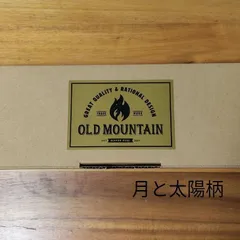 GREAT QUALITY & RATIONAL DESIGN
OLD MOUNTAIN
月と太陽柄